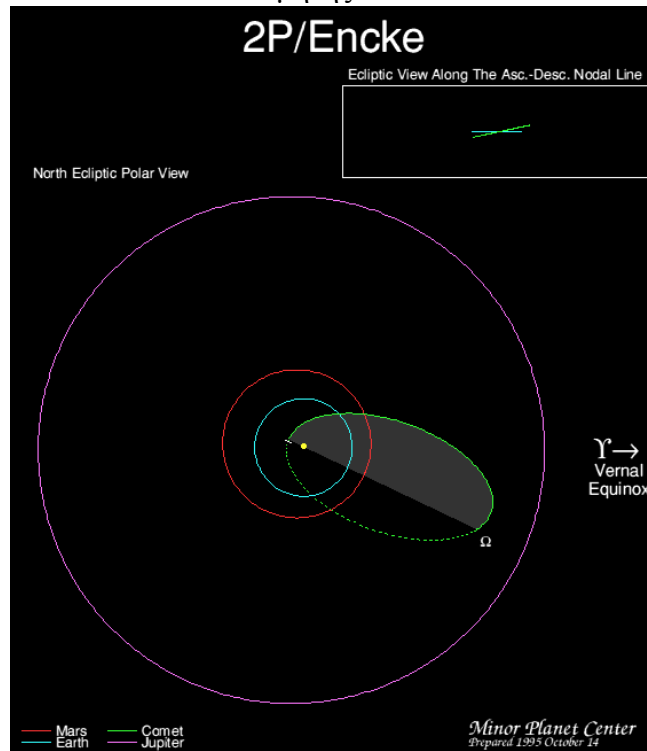 2P/Encke
Ecliptic View Along The Asc.-Desc. Nodal Line
North Ecliptic Polar View
♈→
Vernal
Equinox
Ω
Mars
Comet
Earth
Jupiter
Minor Planet Center
Prepared 1995 October 14